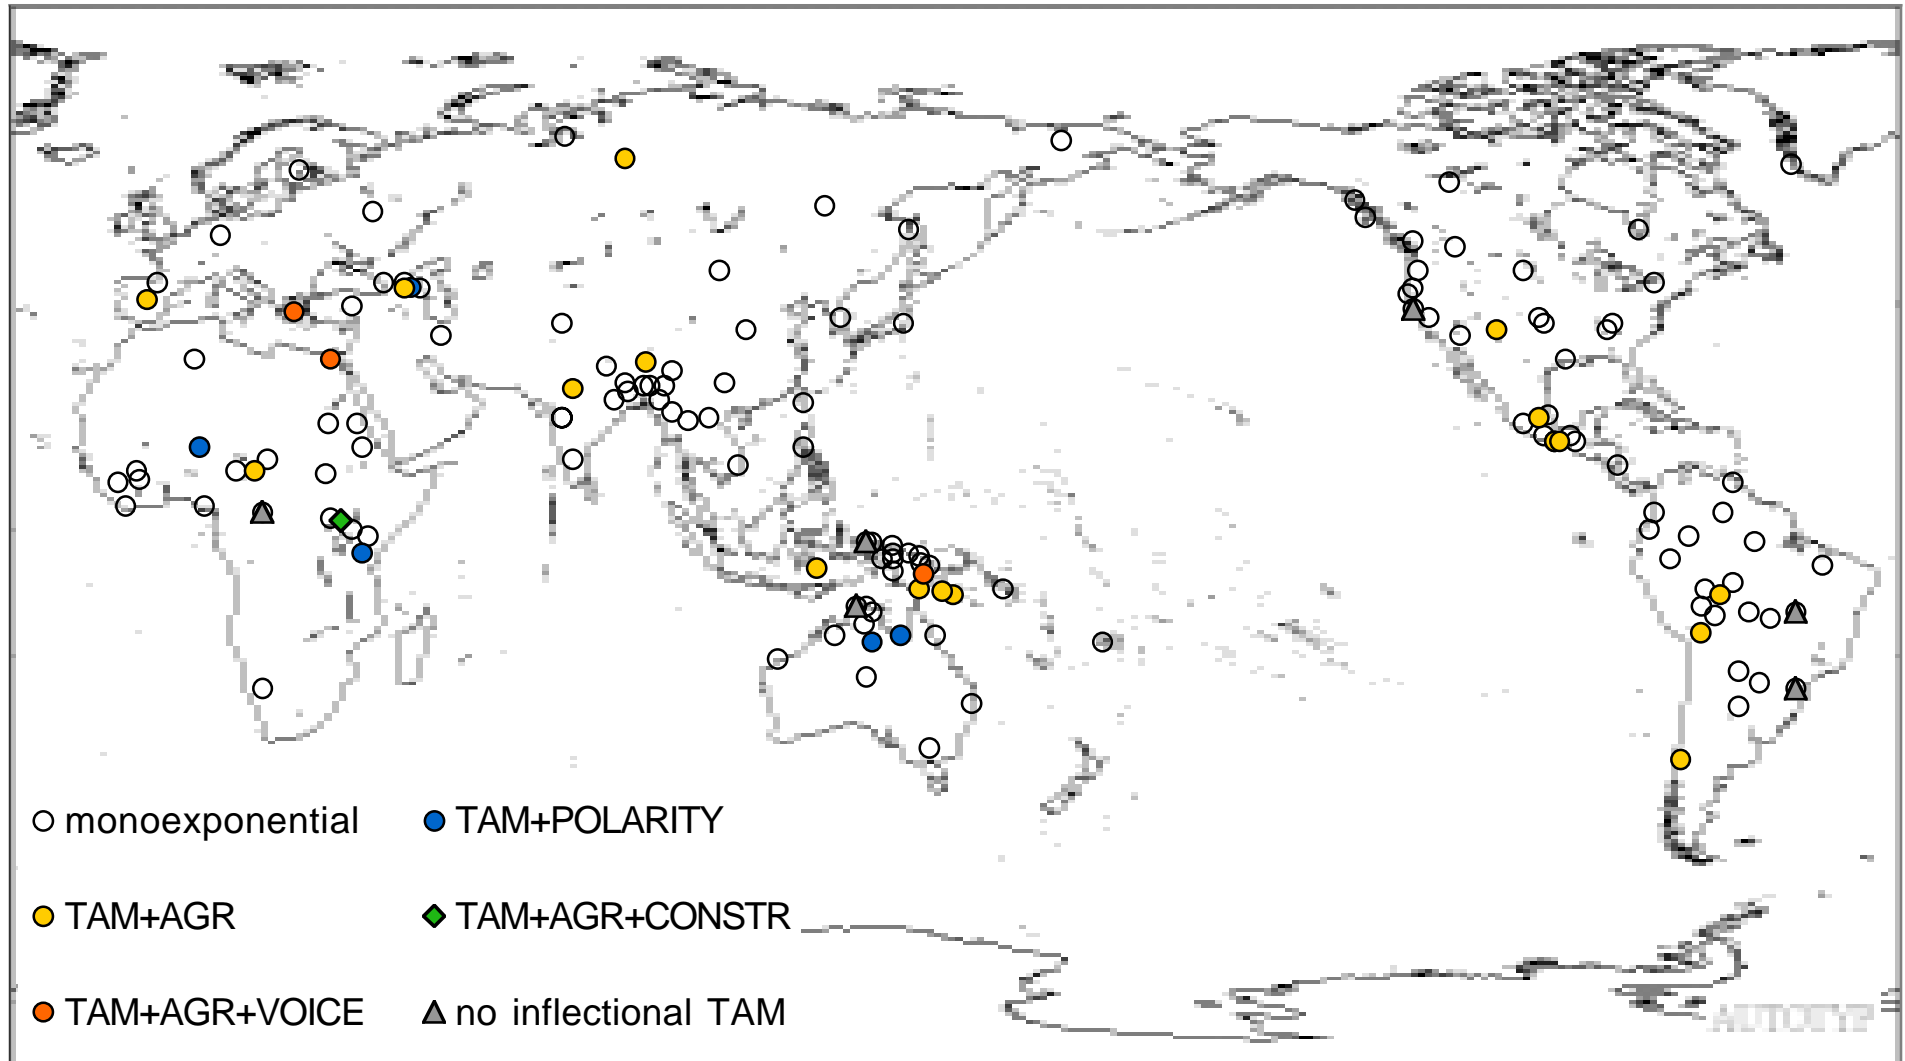 monoexponential TAM+POLARITY
TAM+AGR TAM+AGR+CONSTR
TAM+AGR+VOICE no inflectional TAM
AUTOTYP